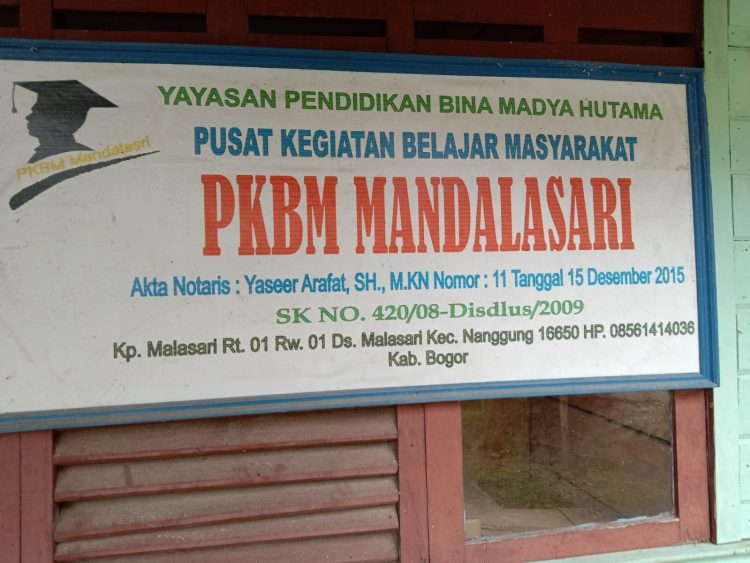 YAYASAN PENDIDIKAN BINA MADYA HUTAMA
PUSAT KEGIATAN BELAJAR MASYARAKAT
PKBM Mandalasri
PKBM MANDALASARI
Akta Notaris : Yaseer Arafat, SH., M.KN Nomor : 11 Tanggal 15 Desember 2015
SK NO. 420/08-Disdlus/2009
Kp. Malasari Rt. 01 Rw. 01 Ds. Malasari Kec. Nanggung 16650 HP. 08561414036
Kab. Bogor